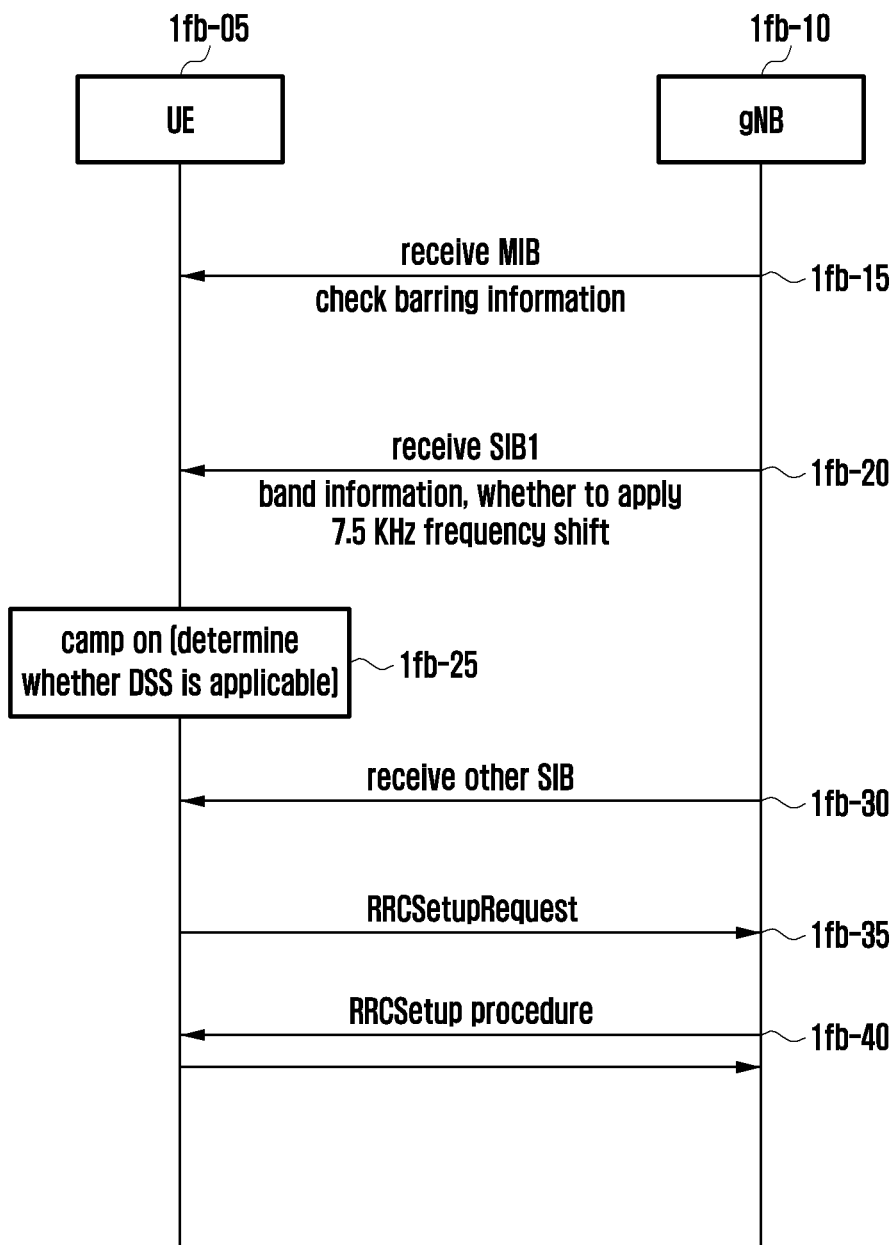 1fb-05
1fb-10
UE
gNB
receive MIB
1fb-15
check barring information
receive SIB1
1fb-20
band information, whether to apply
7.5 KHz frequency shift
camp on (determine
whether DSS is applicable)
1fb-25
receive other SIB
1fb-30
RRCSetupRequest
1fb-35
RRCSetup procedure
1fb-40